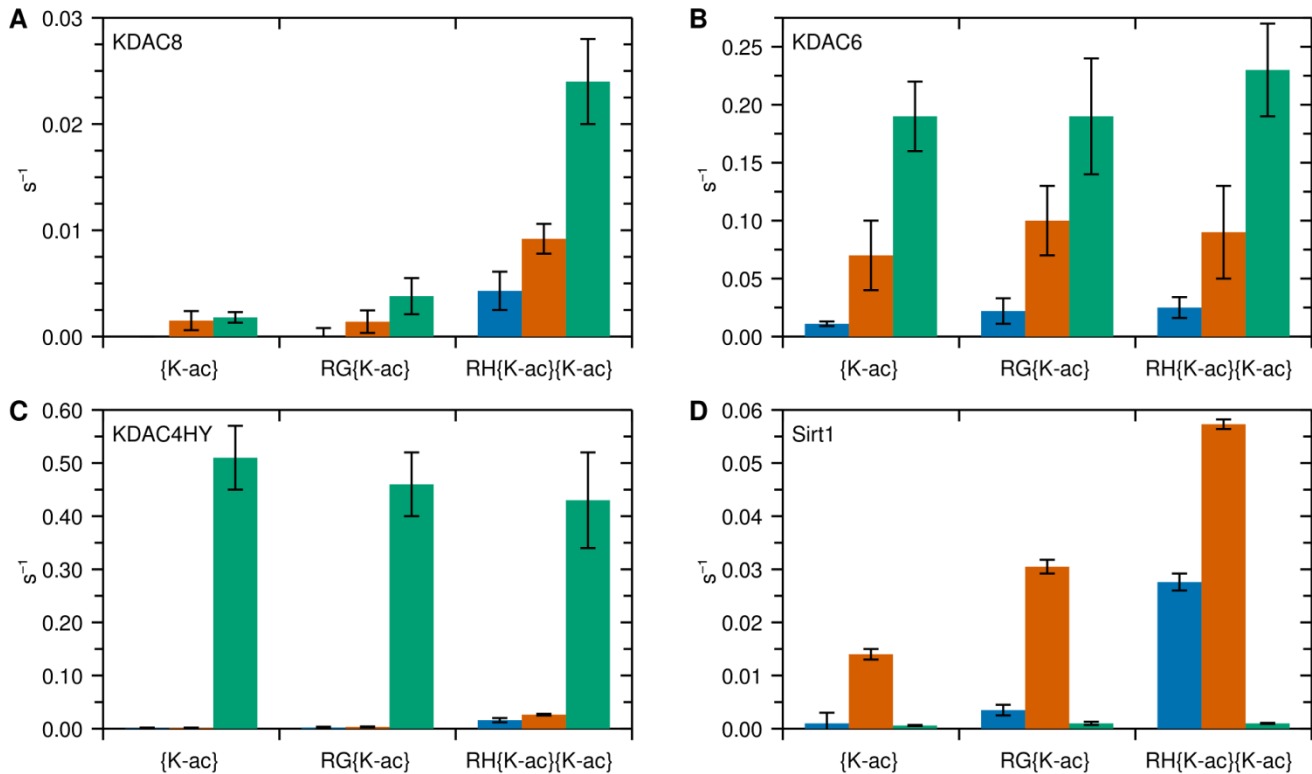 A
KDAC8
0.03
0.02
0.01
0.00
s⁻¹
{K-ac}
RG{K-ac}
RH{K-ac}{K-ac}
B
KDAC6
0.25
0.20
0.15
0.10
0.05
0.00
s⁻¹
{K-ac}
RG{K-ac}
RH{K-ac}{K-ac}
C
KDAC4HY
0.60
0.50
0.40
0.30
0.20
0.10
0.00
s⁻¹
{K-ac}
RG{K-ac}
RH{K-ac}{K-ac}
D
Sirt1
0.06
0.05
0.04
0.03
0.02
0.01
0.00
s⁻¹
{K-ac}
RG{K-ac}
RH{K-ac}{K-ac}